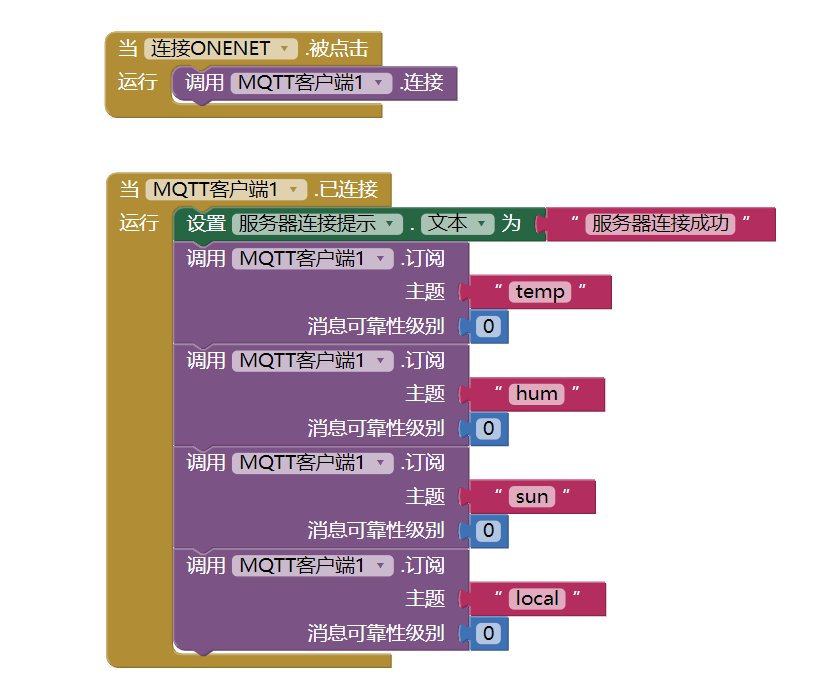 当 连接ONENET .被点击
运行 调用 MQTT客户端1 .连接
当 MQTT客户端1 .已连接
运行 设置 服务器连接提示 . 文本 为 “ 服务器连接成功 ”
调用 MQTT客户端1 .订阅
主题 “ temp ”
消息可靠性级别 0
调用 MQTT客户端1 .订阅
主题 “ hum ”
消息可靠性级别 0
调用 MQTT客户端1 .订阅
主题 “ sun ”
消息可靠性级别 0
调用 MQTT客户端1 .订阅
主题 “ local ”
消息可靠性级别 0